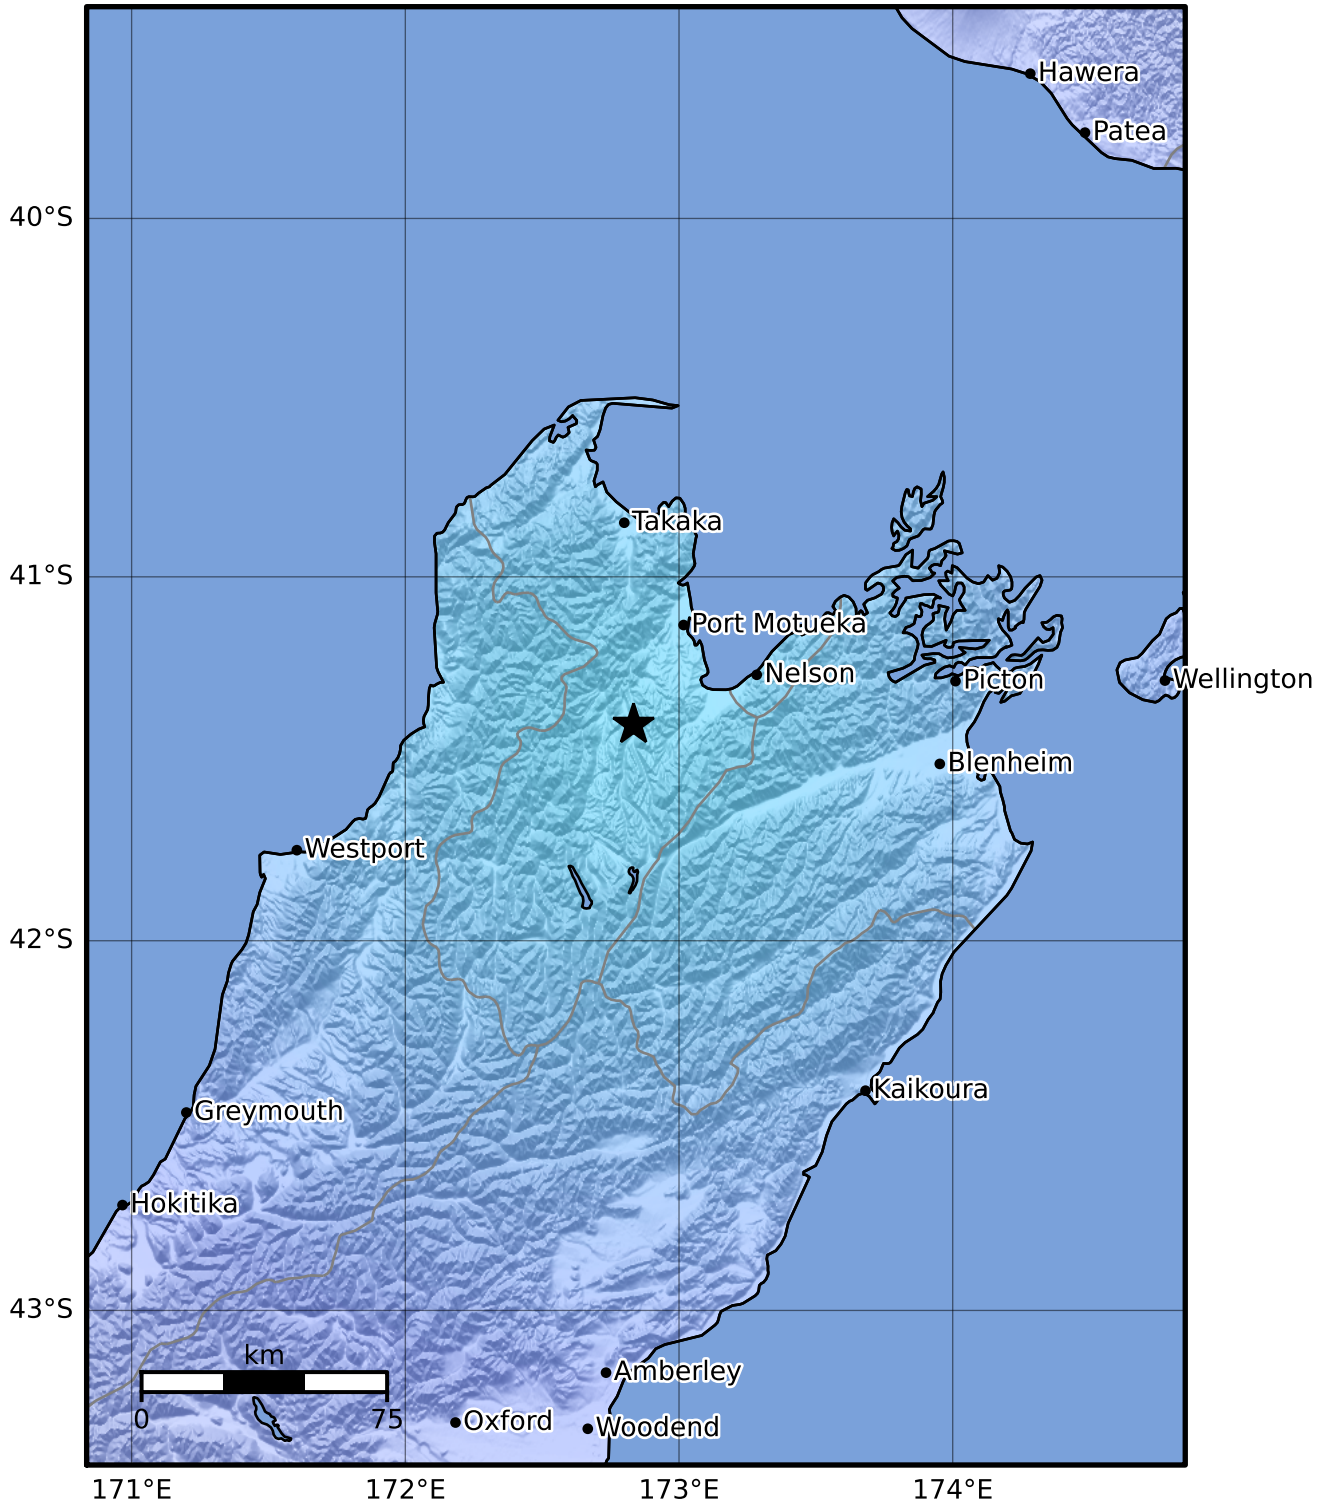 Hawera
Patea
40°S
Takaka
41°S
Port Motueka
Nelson
Picton
Wellington
Blenheim
Westport
42°S
Kaikoura
Greymouth
Hokitika
43°S
km
0
75
Amberley
Oxford
Woodend
171°E
172°E
173°E
174°E